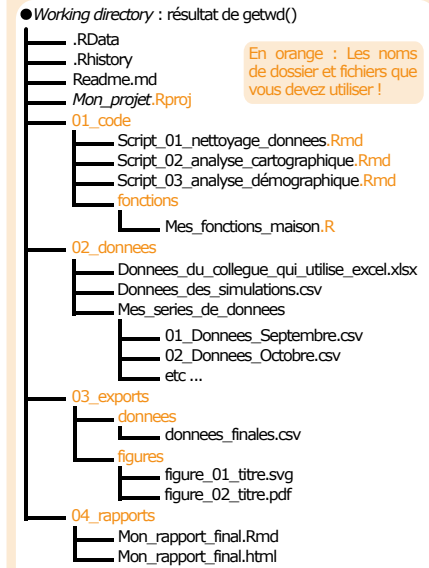 Working directory : résultat de getwd()
.RData
.Rhistory
Readme.md
Mon_projet.Rproj
En orange : Les noms
de dossier et fichiers que
vous devez utiliser !
01_code
Script_01_nettoyage_donnees.Rmd
Script_02_analyse_cartographique.Rmd
Script_03_analyse_démographique.Rmd
fonctions
Mes_fonctions_maison.R
02_donnees
Donnees_du_collegue_qui_utilise_excel.xlsx
Donnees_des_simulations.csv
Mes_series_de_donnees
01_Donnees_Septembre.csv
02_Donnees_Octobre.csv
etc ...
03_exports
donnees
donnees_finales.csv
figures
figure_01_titre.svg
figure_02_titre.pdf
04_rapports
Mon_rapport_final.Rmd
Mon_rapport_final.html